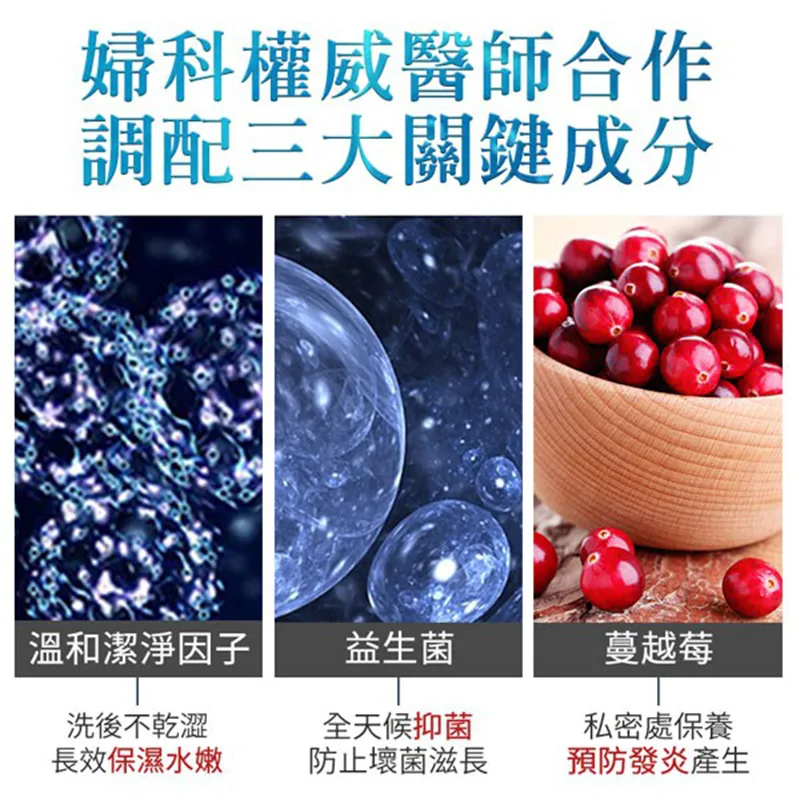 婦科權威醫師合作
調配三大關鍵成分
溫和潔淨因子
益生菌
蔓越莓
洗後不乾澀
長效保濕水嫩
全天候抑菌
防止壞菌滋長
私密處保養
預防發炎產生